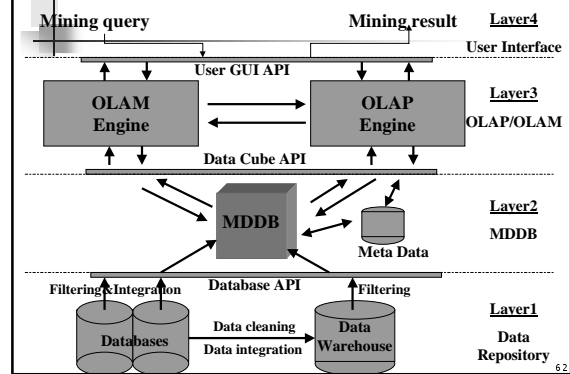 Mining query
Mining result
Layer4
User Interface
User GUI API
OLAM
Engine
OLAP
Engine
Layer3
OLAP/OLAM
Data Cube API
MDDB
Meta Data
Layer2
MDDB
Filtering&Integration
Database API
Filtering
Databases
Data cleaning
Data integration
Data
Warehouse
Layer1
Data
Repository
62